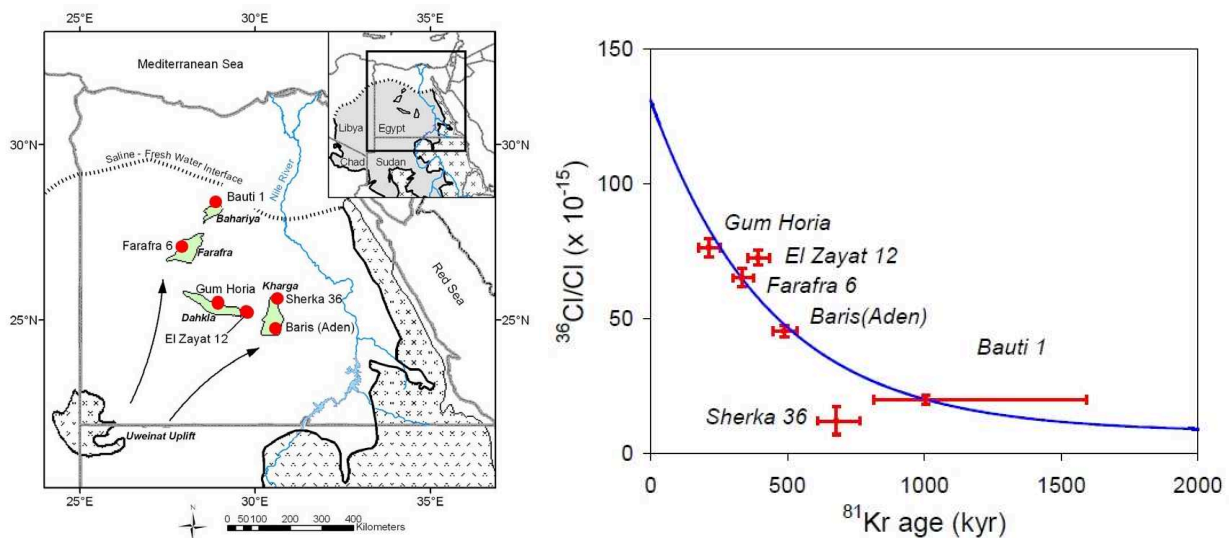 25°E
30°E
35°E
Mediterranean Sea
30°N
Saline - Fresh Water Interface
Nile River
Libya
Egypt
Chad
Sudan
30°N
Bauti 1
Bahariya
Farafra 6
Farafra
Gum Horia
Kharga
Sherka 36
Red Sea
25°N
Dahkla
25°N
El Zayat 12
Baris (Aden)
Uweinat Uplift
N
0 50 100 200 300 400
Kilometers
25°E
30°E
35°E
150
100
50
0
³⁶Cl/Cl (x 10⁻¹⁵)
Gum Horia
El Zayat 12
Farafra 6
Baris(Aden)
Bauti 1
Sherka 36
0
500
1000
1500
2000
⁸¹Kr age (kyr)